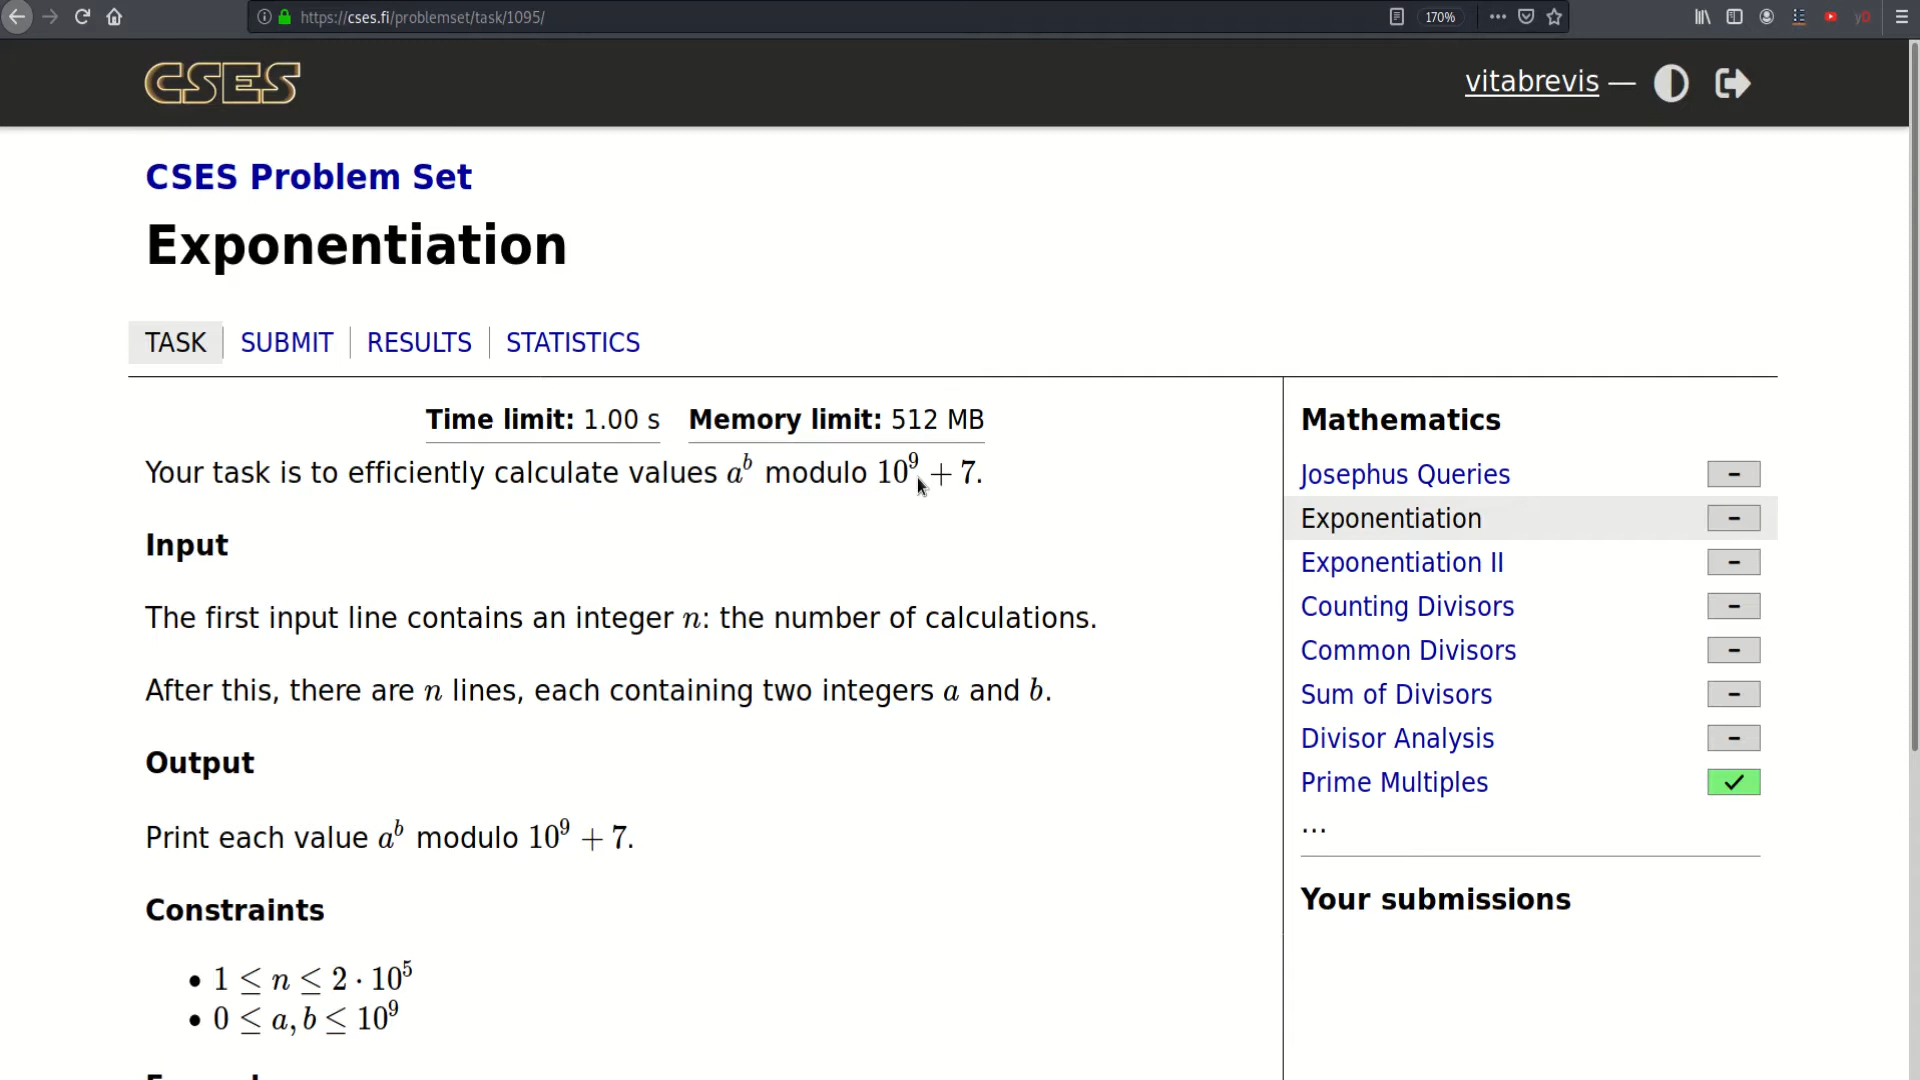 https://cses.fi/problemset/task/1095/
170%
CSES
vitabrevis —
CSES Problem Set
Exponentiation
TASK
SUBMIT
RESULTS
STATISTICS
Time limit: 1.00 s Memory limit: 512 MB
Your task is to efficiently calculate values a^b modulo 10^9 + 7.
Input
The first input line contains an integer n: the number of calculations.
After this, there are n lines, each containing two integers a and b.
Output
Print each value a^b modulo 10^9 + 7.
Constraints
• 1 ≤ n ≤ 2 · 10^5
• 0 ≤ a, b ≤ 10^9
Mathematics
Josephus Queries –
Exponentiation –
Exponentiation II –
Counting Divisors –
Common Divisors –
Sum of Divisors –
Divisor Analysis –
Prime Multiples ✓
...
Your submissions